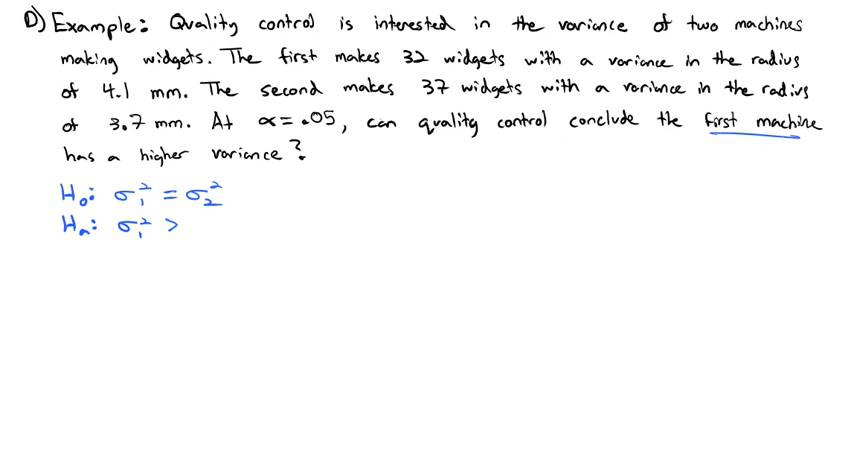 D) Example: Quality control is interested in the variance of two machines
making widgets. The first makes 32 widgets with a variance in the radius
of 4.1 mm. The second makes 37 widgets with a variance in the radius
of 3.7 mm. At α = .05, can quality control conclude the first machine
has a higher variance?
H₀: σ₁² = σ₂²
Hₐ: σ₁² >